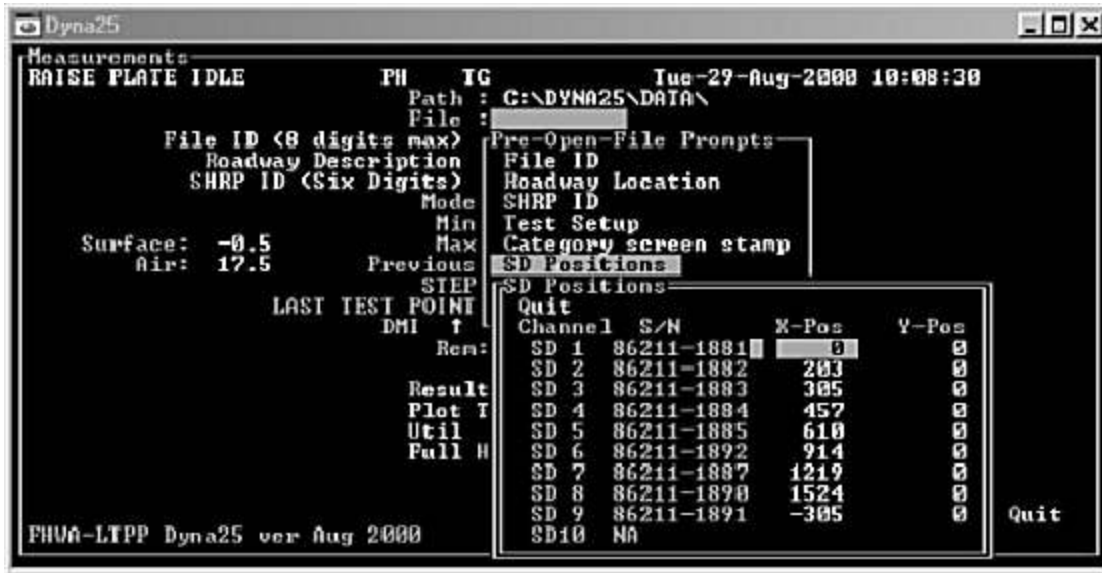 Dyna25
Measurements
RAISE PLATE IDLE PH TG Tue-29-Aug-2000 10:08:30
Path : C:\DYNA25\DATA\
File :
File ID (8 digits max) Pre-Open-File Prompts
Roadway Description File ID
SHRP ID (Six Digits) Roadway Location
Mode SHRP ID
Min Test Setup
Surface: -0.5 Max Category screen stamp
Air: 17.5 Previous SD Positions
STEP SD Positions
LAST TEST POINT Quit
DMI ↑ Channel S/N X-Pos Y-Pos
Rem: SD 1 86211-1881 0 0
SD 2 86211-1882 203 0
Result SD 3 86211-1883 305 0
Plot T SD 4 86211-1884 457 0
Util SD 5 86211-1885 610 0
Full H SD 6 86211-1892 914 0
SD 7 86211-1887 1219 0
SD 8 86211-1890 1524 0
SD 9 86211-1891 -305 0 Quit
FHWA-LTPP Dyna25 ver Aug 2000 SD10 NA